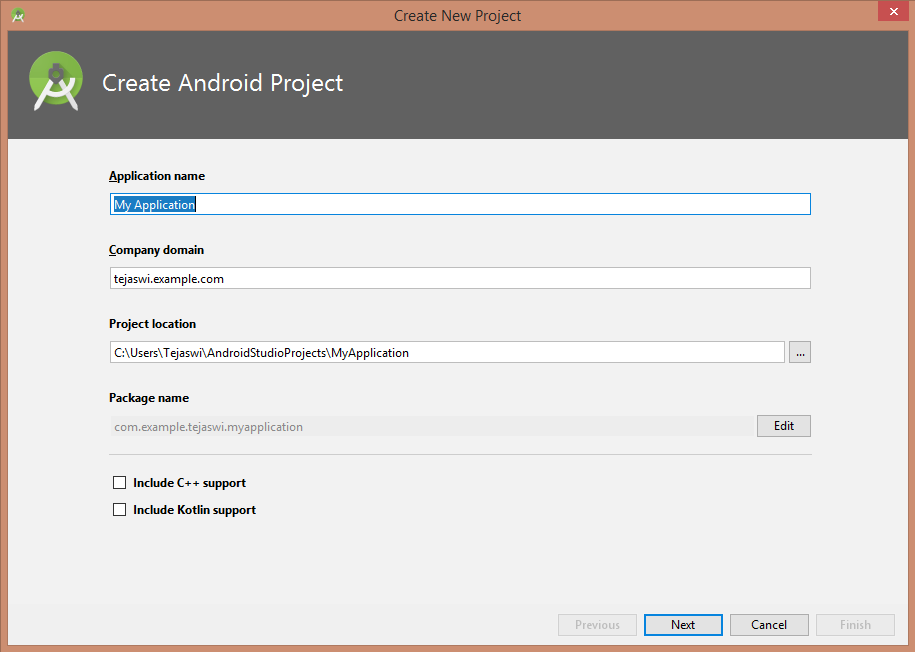 Create New Project
Create Android Project
Application name
My Application
Company domain
tejaswi.example.com
Project location
C:\Users\Tejaswi\AndroidStudioProjects\MyApplication
...
Package name
com.example.tejaswi.myapplication
Edit
Include C++ support
Include Kotlin support
Previous Next Cancel Finish